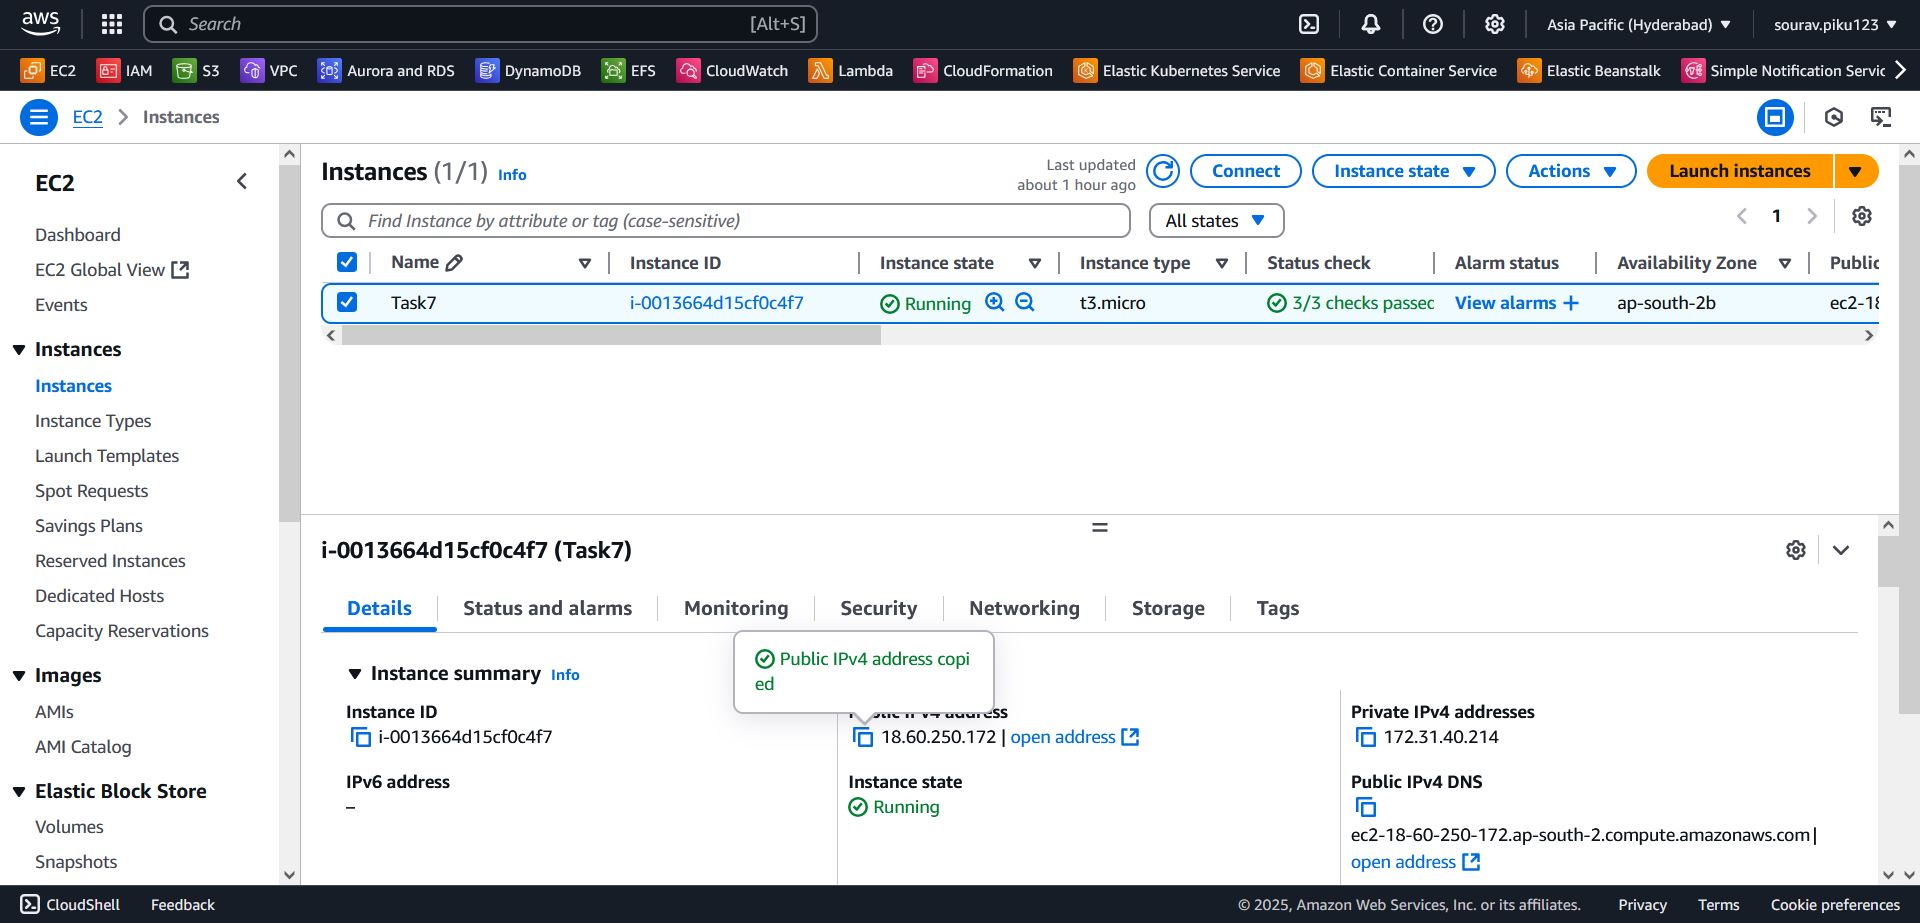 aws
Search [Alt+S]
Asia Pacific (Hyderabad)
sourav.piku123
EC2
IAM
S3
VPC
Aurora and RDS
DynamoDB
EFS
CloudWatch
Lambda
CloudFormation
Elastic Kubernetes Service
Elastic Container Service
Elastic Beanstalk
Simple Notification Servic
EC2 > Instances
EC2
Dashboard
EC2 Global View
Events
Instances
Instances
Instance Types
Launch Templates
Spot Requests
Savings Plans
Reserved Instances
Dedicated Hosts
Capacity Reservations
Images
AMIs
AMI Catalog
Elastic Block Store
Volumes
Snapshots
Instances (1/1) Info
Last updated
about 1 hour ago
Connect
Instance state
Actions
Launch instances
Find Instance by attribute or tag (case-sensitive)
All states
1
Name
Instance ID
Instance state
Instance type
Status check
Alarm status
Availability Zone
Public
Task7
i-0013664d15cf0c4f7
Running
t3.micro
3/3 checks passed
View alarms +
ap-south-2b
ec2-18
i-0013664d15cf0c4f7 (Task7)
Details
Status and alarms
Monitoring
Security
Networking
Storage
Tags
Public IPv4 address copi
ed
Instance summary Info
Instance ID
i-0013664d15cf0c4f7
Public IPv4 address
18.60.250.172 | open address
Private IPv4 addresses
172.31.40.214
IPv6 address
–
Instance state
Running
Public IPv4 DNS
ec2-18-60-250-172.ap-south-2.compute.amazonaws.com |
open address
CloudShell
Feedback
© 2025, Amazon Web Services, Inc. or its affiliates.
Privacy
Terms
Cookie preferences